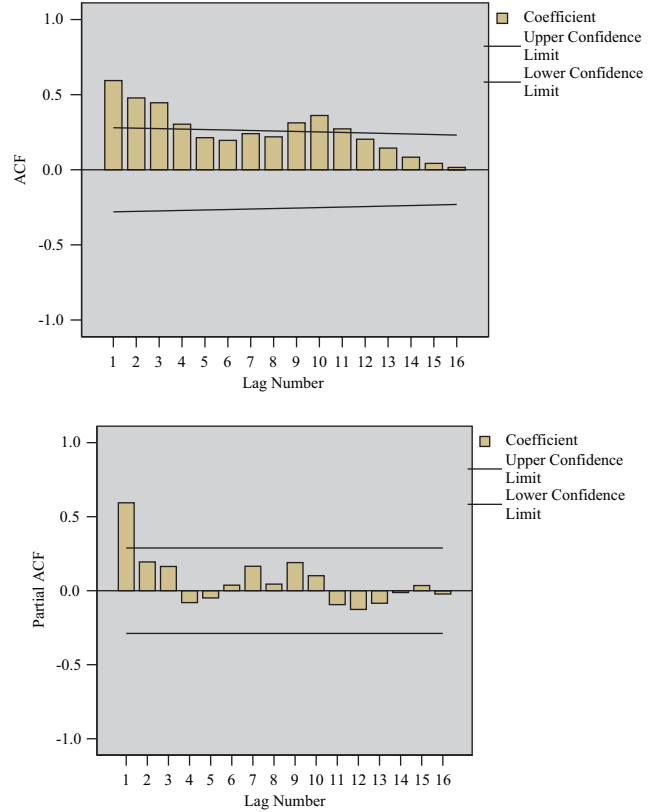 1.0
0.5
0.0
-0.5
-1.0
ACF
1 2 3 4 5 6 7 8 9 10 11 12 13 14 15 16
Lag Number
Coefficient
Upper Confidence
Limit
Lower Confidence
Limit
1.0
0.5
0.0
-0.5
-1.0
Partial ACF
1 2 3 4 5 6 7 8 9 10 11 12 13 14 15 16
Lag Number
Coefficient
Upper Confidence
Limit
Lower Confidence
Limit